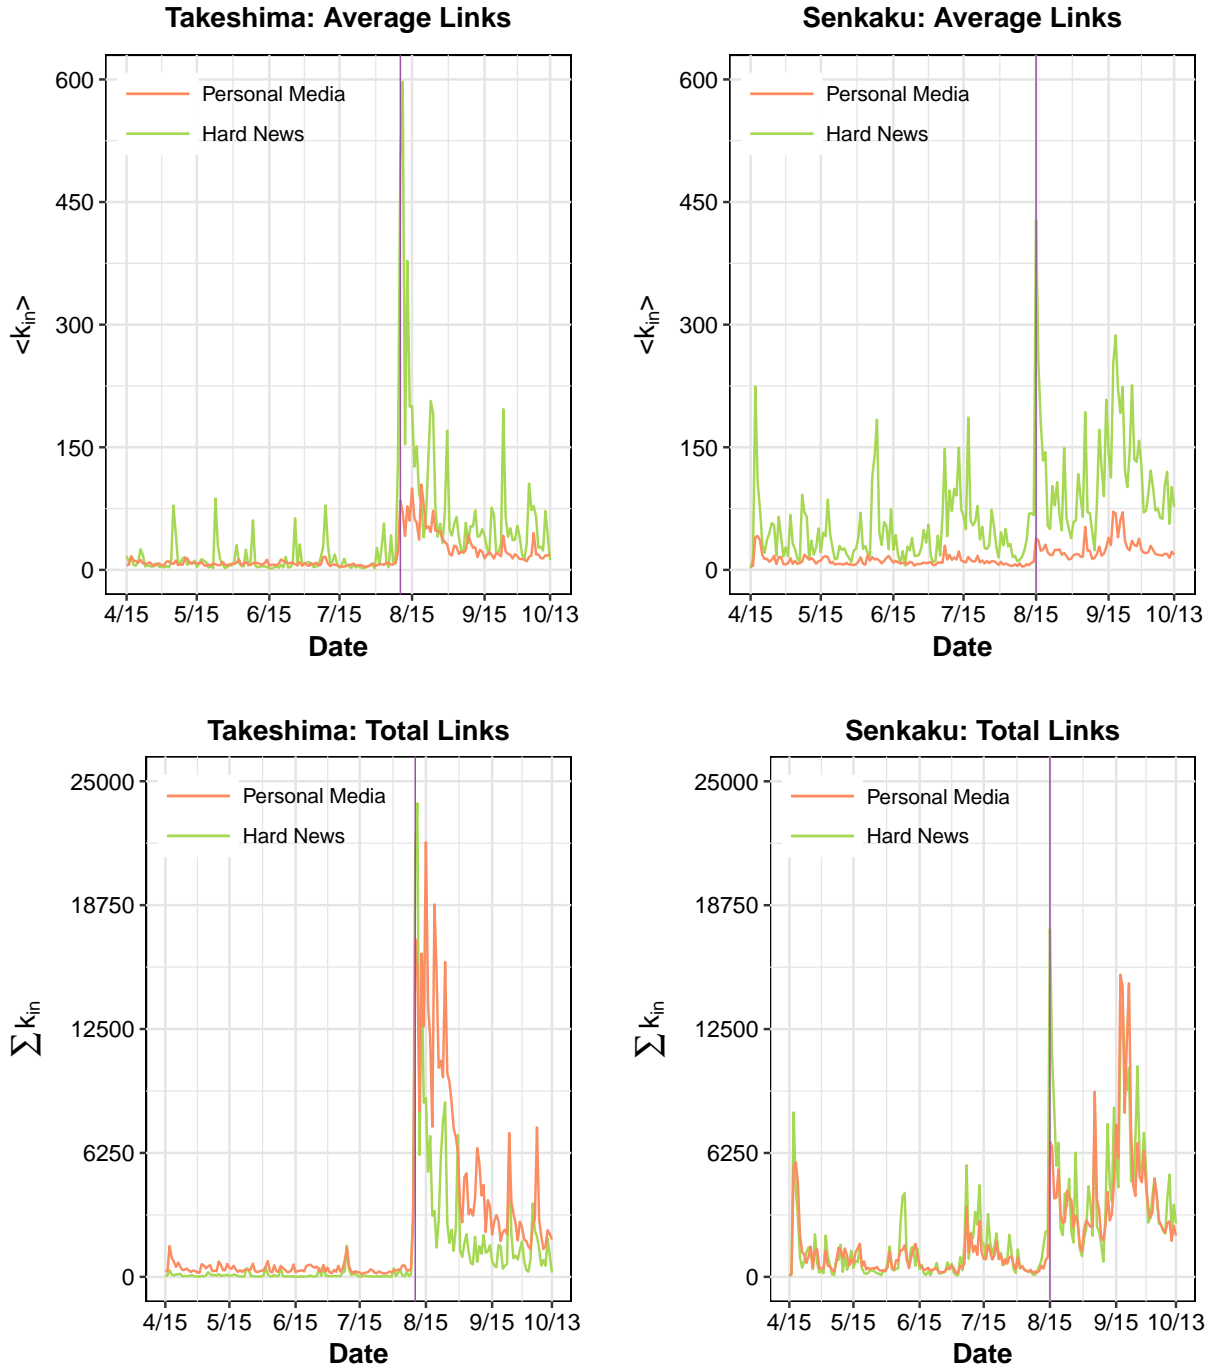 Takeshima: Average Links
600
450
300
150
0
<k_in>
Personal Media
Hard News
4/15 5/15 6/15 7/15 8/15 9/15 10/13
Date
Senkaku: Average Links
600
450
300
150
0
<k_in>
Personal Media
Hard News
4/15 5/15 6/15 7/15 8/15 9/15 10/13
Date
Takeshima: Total Links
25000
18750
12500
6250
0
∑ k_in
Personal Media
Hard News
4/15 5/15 6/15 7/15 8/15 9/15 10/13
Date
Senkaku: Total Links
25000
18750
12500
6250
0
∑ k_in
Personal Media
Hard News
4/15 5/15 6/15 7/15 8/15 9/15 10/13
Date